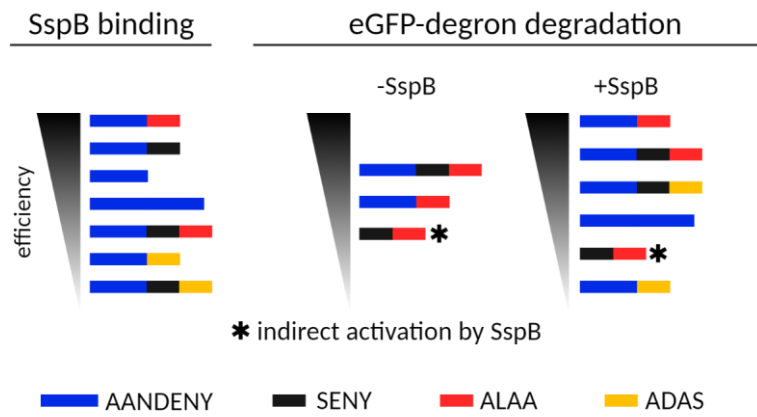 SspB binding
eGFP-degron degradation
-SspB
+SspB
efficiency
✱ indirect activation by SspB
AANDENY
SENY
ALAA
ADAS